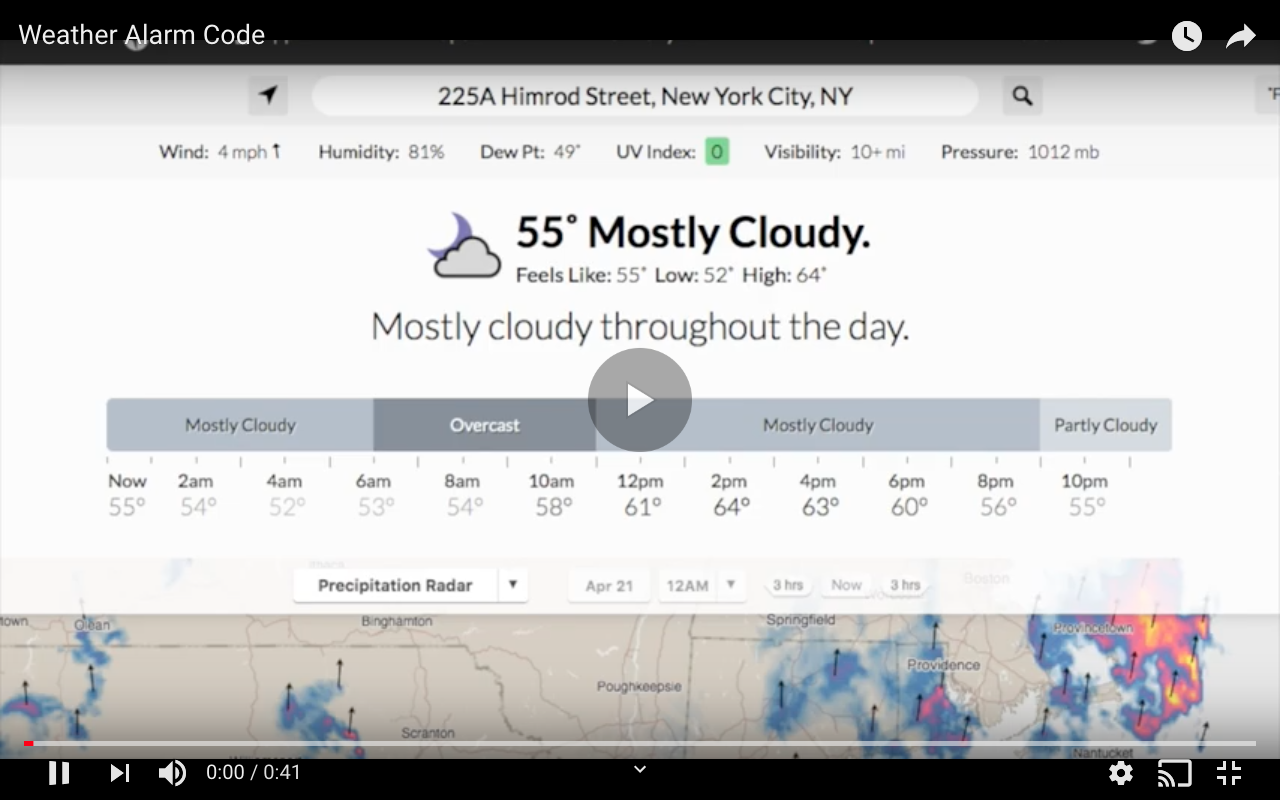 Weather Alarm Code
225A Himrod Street, New York City, NY
°F
Wind: 4 mph Humidity: 81% Dew Pt: 49° UV Index: 0 Visibility: 10+ mi Pressure: 1012 mb
55° Mostly Cloudy.
Feels Like: 55° Low: 52° High: 64°
Mostly cloudy throughout the day.
Mostly Cloudy Overcast Mostly Cloudy Partly Cloudy
Now 2am 4am 6am 8am 10am 12pm 2pm 4pm 6pm 8pm 10pm
55° 54° 52° 53° 54° 58° 61° 64° 63° 60° 56° 55°
Precipitation Radar Apr 21 12AM 3 hrs Now 3 hrs Boston
town Olean Binghamton Springfield Provincetown
Providence
Poughkeepsie
Scranton
Nantucket
0:00 / 0:41